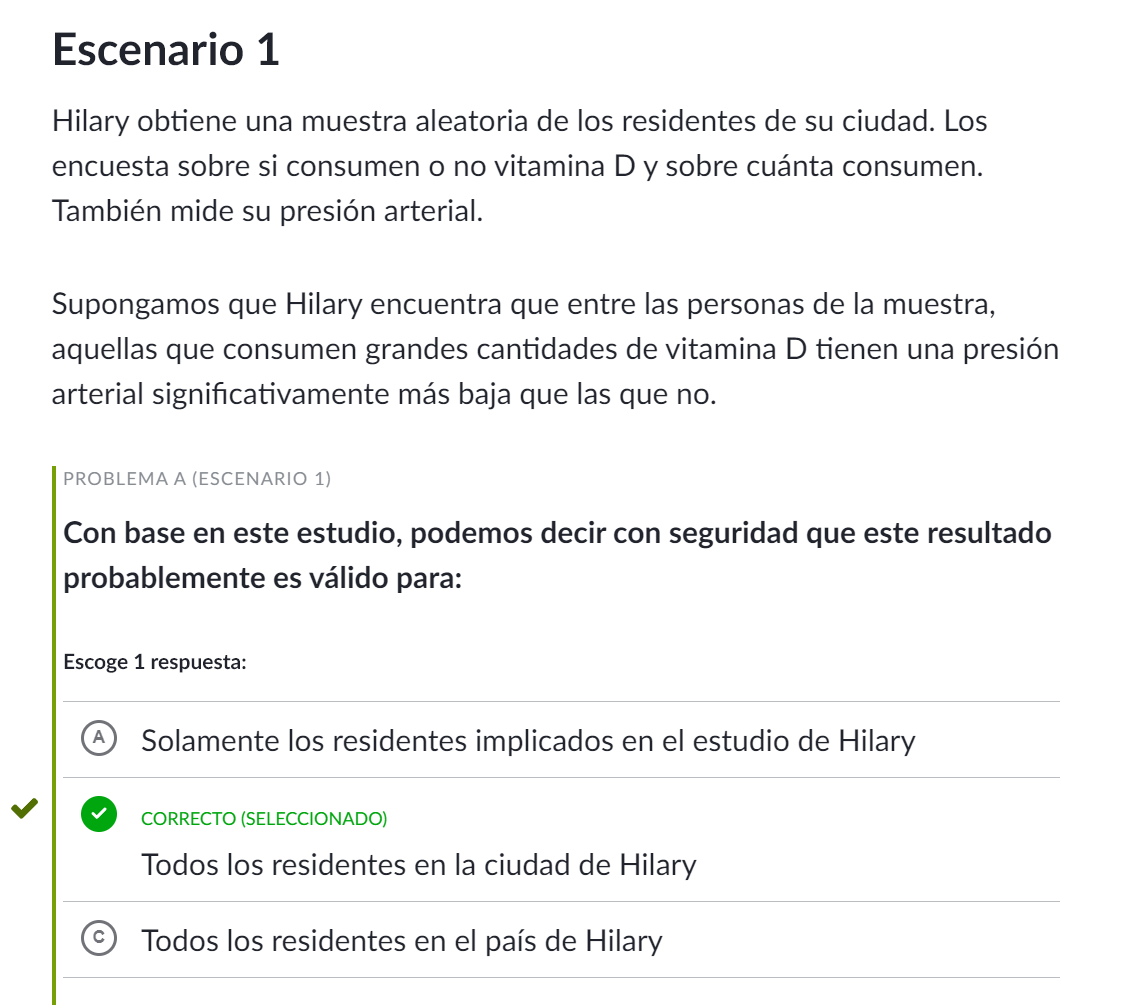 Escenario 1
Hilary obtiene una muestra aleatoria de los residentes de su ciudad. Los
encuesta sobre si consumen o no vitamina D y sobre cuánta consumen.
También mide su presión arterial.
Supongamos que Hilary encuentra que entre las personas de la muestra,
aquellas que consumen grandes cantidades de vitamina D tienen una presión
arterial significativamente más baja que las que no.
PROBLEMA A (ESCENARIO 1)
Con base en este estudio, podemos decir con seguridad que este resultado
probablemente es válido para:
Escoge 1 respuesta:
A Solamente los residentes implicados en el estudio de Hilary
CORRECTO (SELECCIONADO)
Todos los residentes en la ciudad de Hilary
C Todos los residentes en el país de Hilary